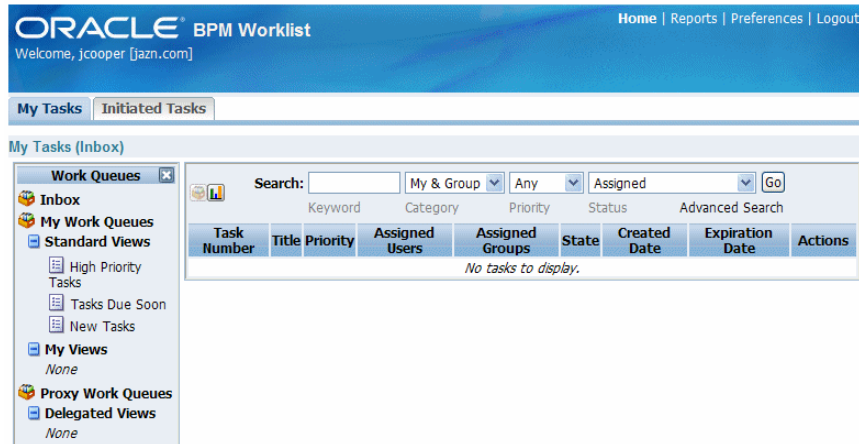 ORACLE BPM Worklist
Home | Reports | Preferences | Logout
Welcome, jcooper [jazn.com]
My Tasks
Initiated Tasks
My Tasks (Inbox)
Work Queues
Inbox
My Work Queues
Standard Views
High Priority
Tasks
Tasks Due Soon
New Tasks
My Views
None
Proxy Work Queues
Delegated Views
None
Search: My & Group Any Assigned Go
Keyword Category Priority Status Advanced Search
Task Number Title Priority Assigned Users Assigned Groups State Created Date Expiration Date Actions
No tasks to display.